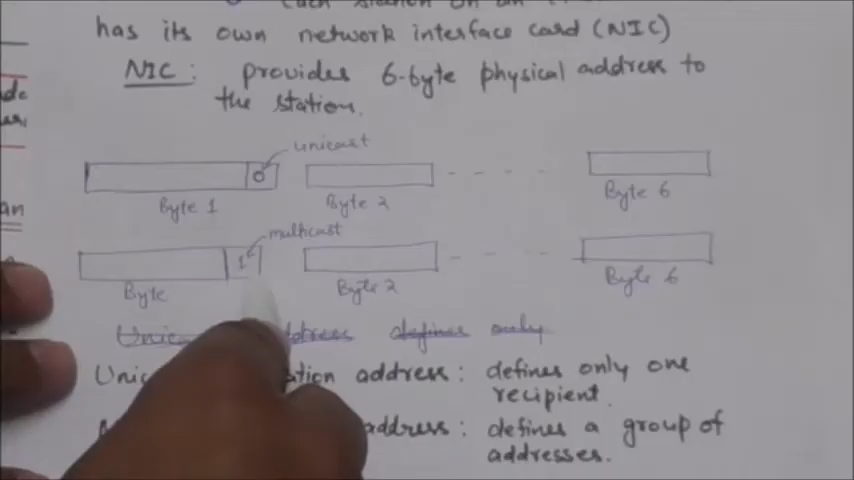 has its own network interface card (NIC)
NIC: provides 6-byte physical address to
the station.
unicast
0
Byte 1 Byte 2 Byte 6
multicast
1
Byte Byte 2 Byte 6
defines only
address: defines only one
recipient.
address: defines a group of
addresses.